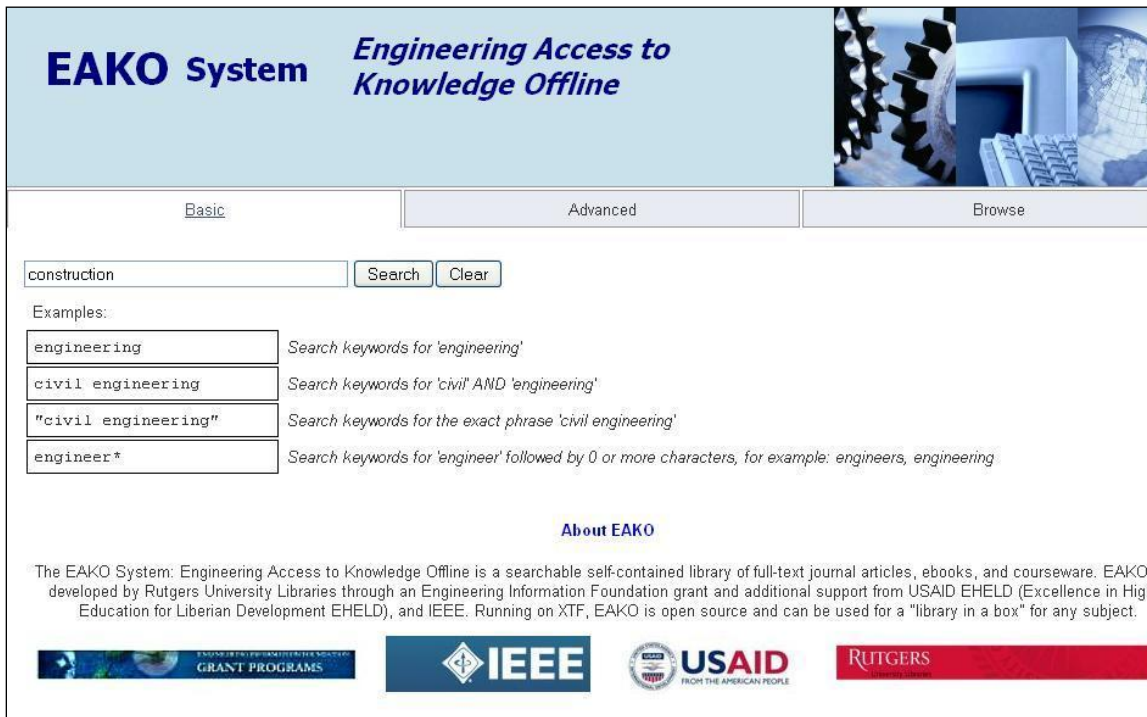 EAKO System
Engineering Access to
Knowledge Offline
Basic
Advanced
Browse
construction
Search
Clear
Examples:
engineering
Search keywords for 'engineering'
civil engineering
Search keywords for 'civil' AND 'engineering'
"civil engineering"
Search keywords for the exact phrase 'civil engineering'
engineer*
Search keywords for 'engineer' followed by 0 or more characters, for example: engineers, engineering
About EAKO
The EAKO System: Engineering Access to Knowledge Offline is a searchable self-contained library of full-text journal articles, ebooks, and courseware. EAKO
developed by Rutgers University Libraries through an Engineering Information Foundation grant and additional support from USAID EHELD (Excellence in Hig
Education for Liberian Development EHELD), and IEEE. Running on XTF, EAKO is open source and can be used for a "library in a box" for any subject.
ENGINEERING INFORMATION FOUNDATION
GRANT PROGRAMS
IEEE
USAID
USAID
FROM THE AMERICAN PEOPLE
RUTGERS
University Libraries